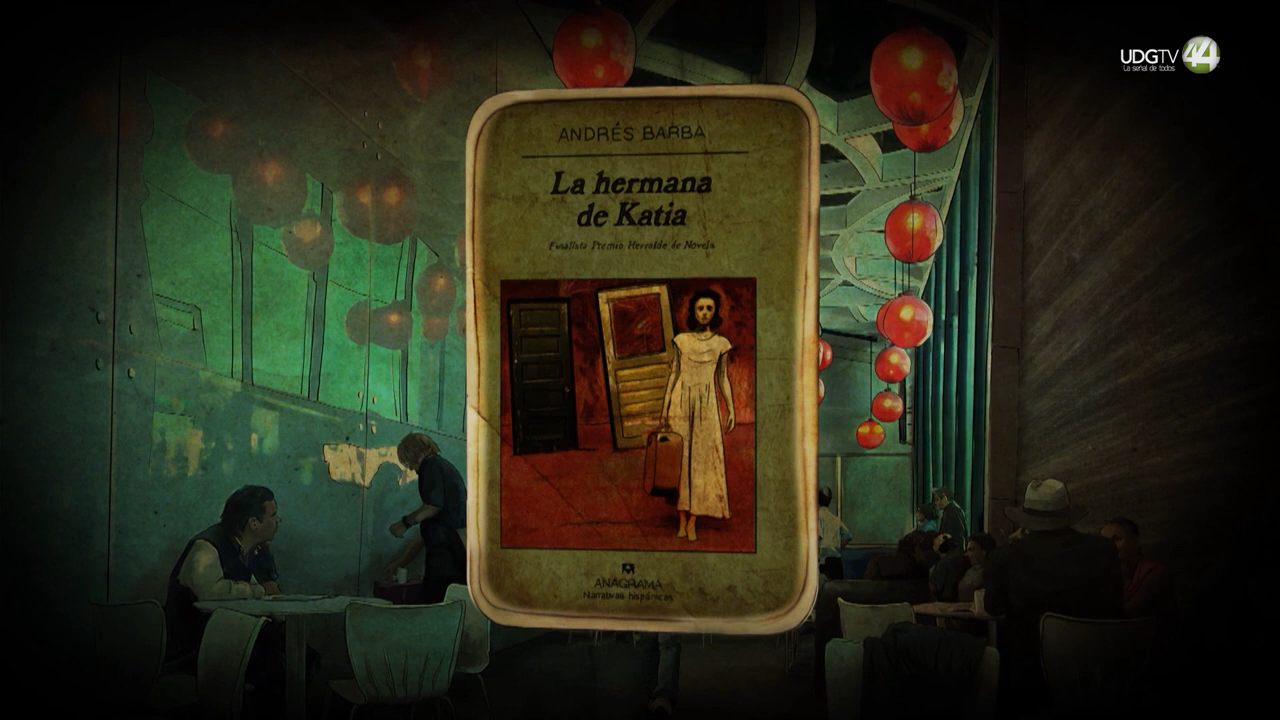 UDGTV 44
La señal de todos
ANDRÉS BARBA
La hermana
de Katia
Finalista Premio Herralde de Novela
ANAGRAMA
Narrativas hispánicas